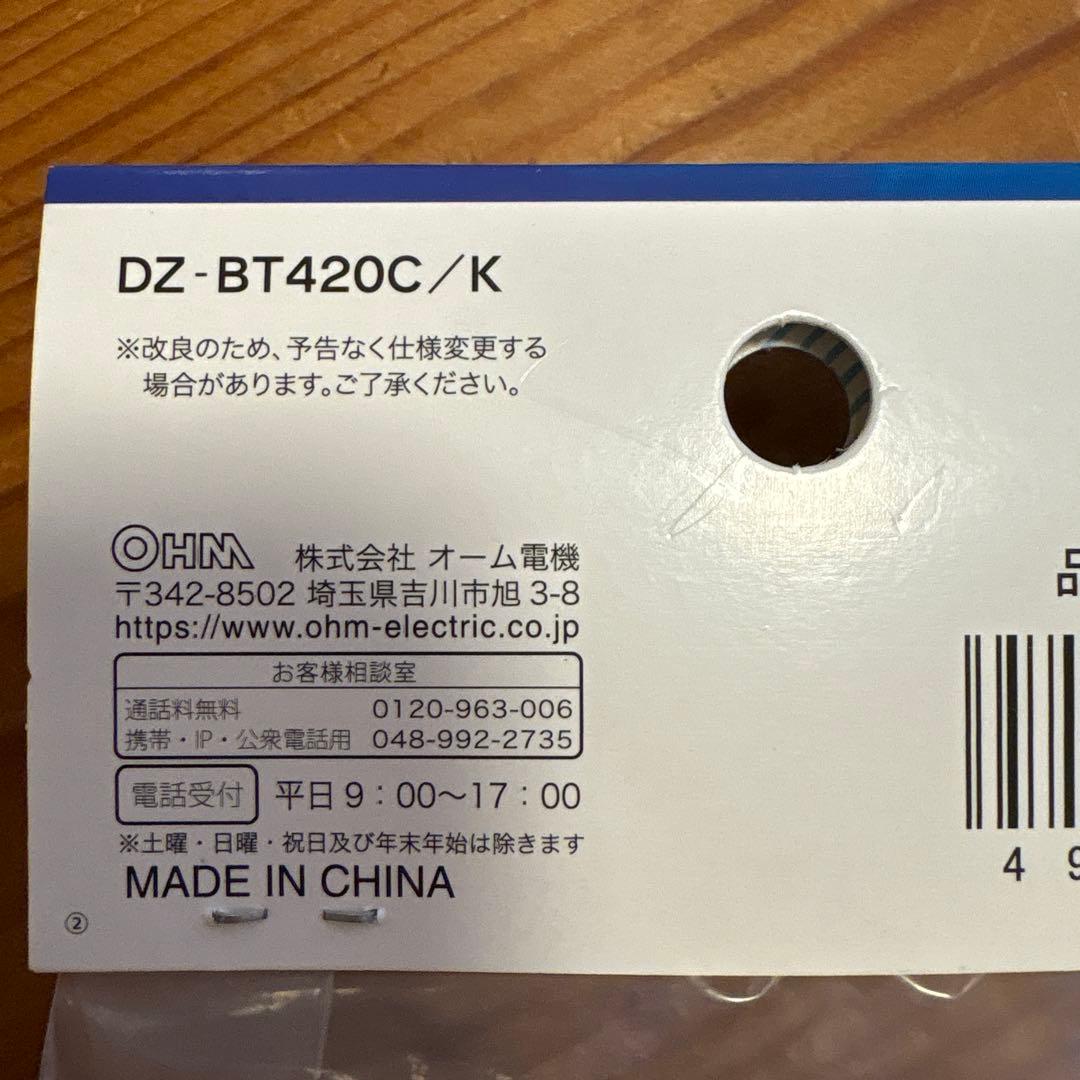 DZ-BT420C／K
※改良のため、予告なく仕様変更する
場合があります。ご了承ください。
OHM 株式会社 オーム電機
〒342-8502 埼玉県吉川市旭 3-8
https://www.ohm-electric.co.jp
お客様相談室
通話料無料 0120-963-006
携帯・IP・公衆電話用 048-992-2735
電話受付 平日 9：00〜17：00
※土曜・日曜・祝日及び年末年始は除きます
MADE IN CHINA
②
品
4 9